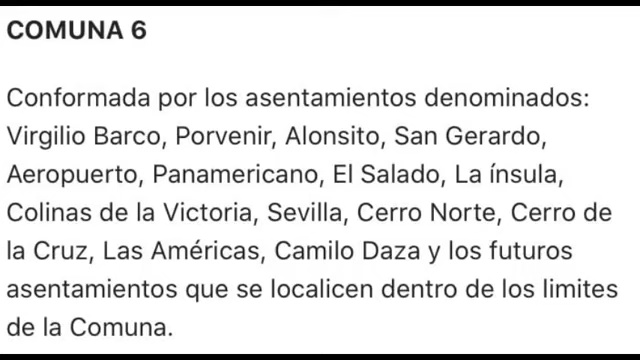 COMUNA 6
Conformada por los asentamientos denominados:
Virgilio Barco, Porvenir, Alonsito, San Gerardo,
Aeropuerto, Panamericano, El Salado, La ínsula,
Colinas de la Victoria, Sevilla, Cerro Norte, Cerro de
la Cruz, Las Américas, Camilo Daza y los futuros
asentamientos que se localicen dentro de los limites
de la Comuna.